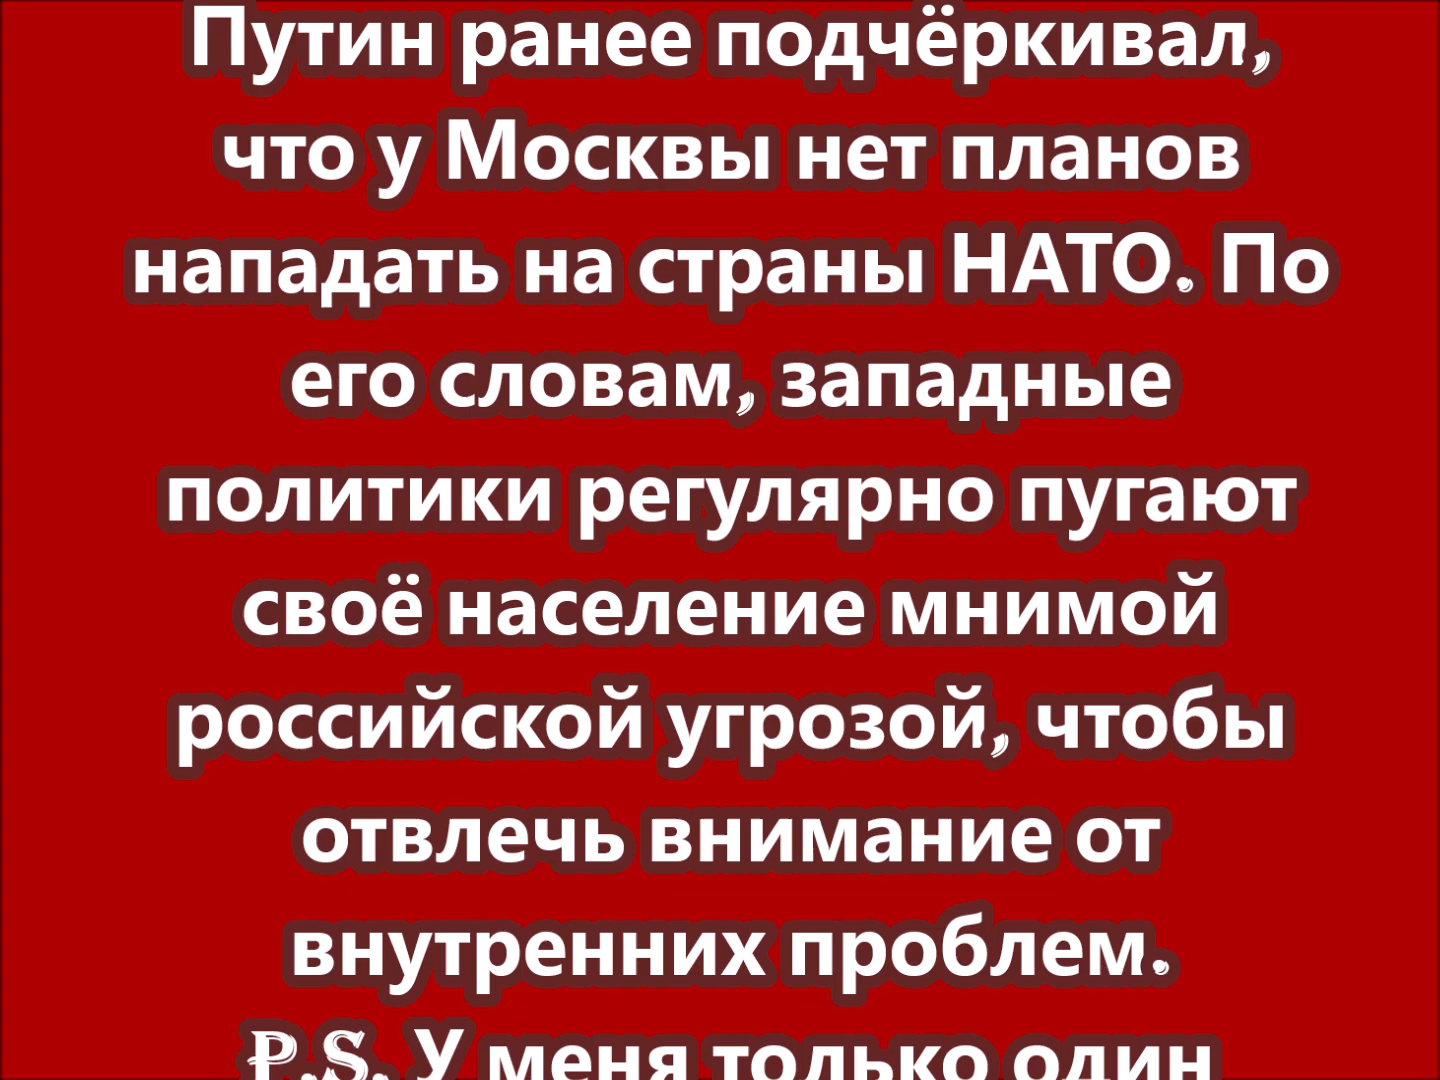 Путин ранее подчёркивал,
что у Москвы нет планов
нападать на страны НАТО. По
его словам, западные
политики регулярно пугают
своё население мнимой
российской угрозой, чтобы
отвлечь внимание от
внутренних проблем.
P.S. У меня только один